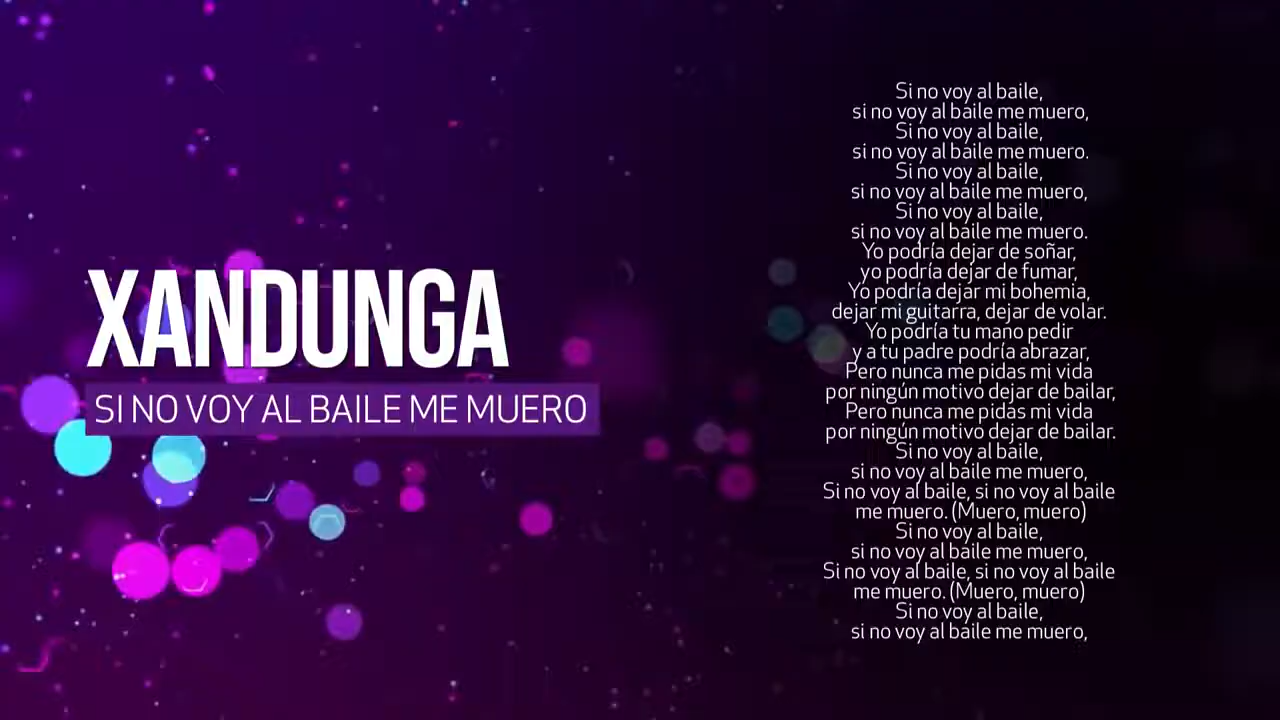 XANDUNGA
SI NO VOY AL BAILE ME MUERO
Si no voy al baile,
si no voy al baile me muero,
Si no voy al baile,
si no voy al baile me muero.
Si no voy al baile,
si no voy al baile me muero,
Si no voy al baile,
si no voy al baile me muero.
Yo podría dejar de soñar,
yo podría dejar de fumar,
Yo podría dejar mi bohemia,
dejar mi guitarra, dejar de volar.
Yo podría tu mano pedir
y a tu padre podría abrazar,
Pero nunca me pidas mi vida
por ningún motivo dejar de bailar,
Pero nunca me pidas mi vida
por ningún motivo dejar de bailar.
Si no voy al baile,
si no voy al baile me muero,
Si no voy al baile, si no voy al baile
me muero. (Muero, muero)
Si no voy al baile,
si no voy al baile me muero,
Si no voy al baile, si no voy al baile
me muero. (Muero, muero)
Si no voy al baile,
si no voy al baile me muero,